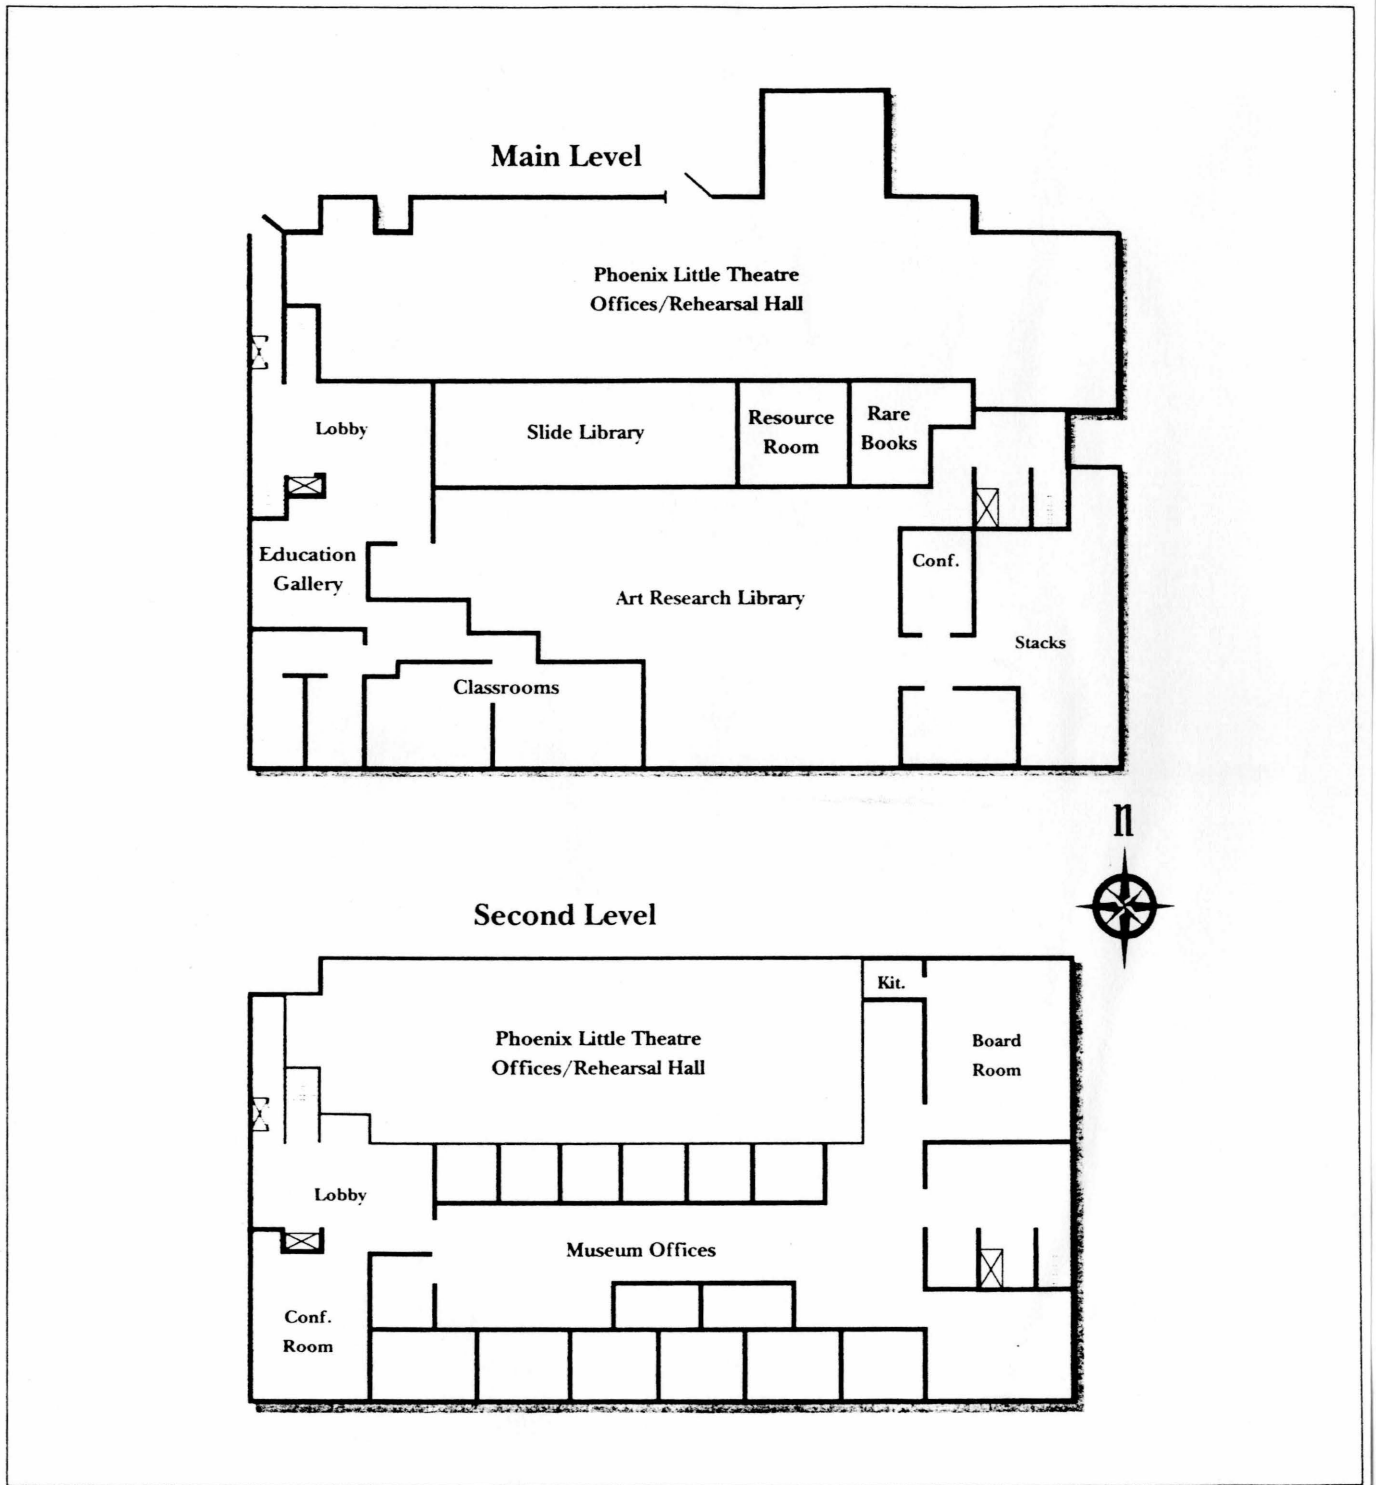 Main Level
Phoenix Little Theatre
Offices/Rehearsal Hall
Lobby
Slide Library
Resource
Room
Rare
Books
Education
Gallery
Conf.
Art Research Library
Stacks
Classrooms
n
Second Level
Kit.
Phoenix Little Theatre
Offices/Rehearsal Hall
Board
Room
Lobby
Museum Offices
Conf.
Room